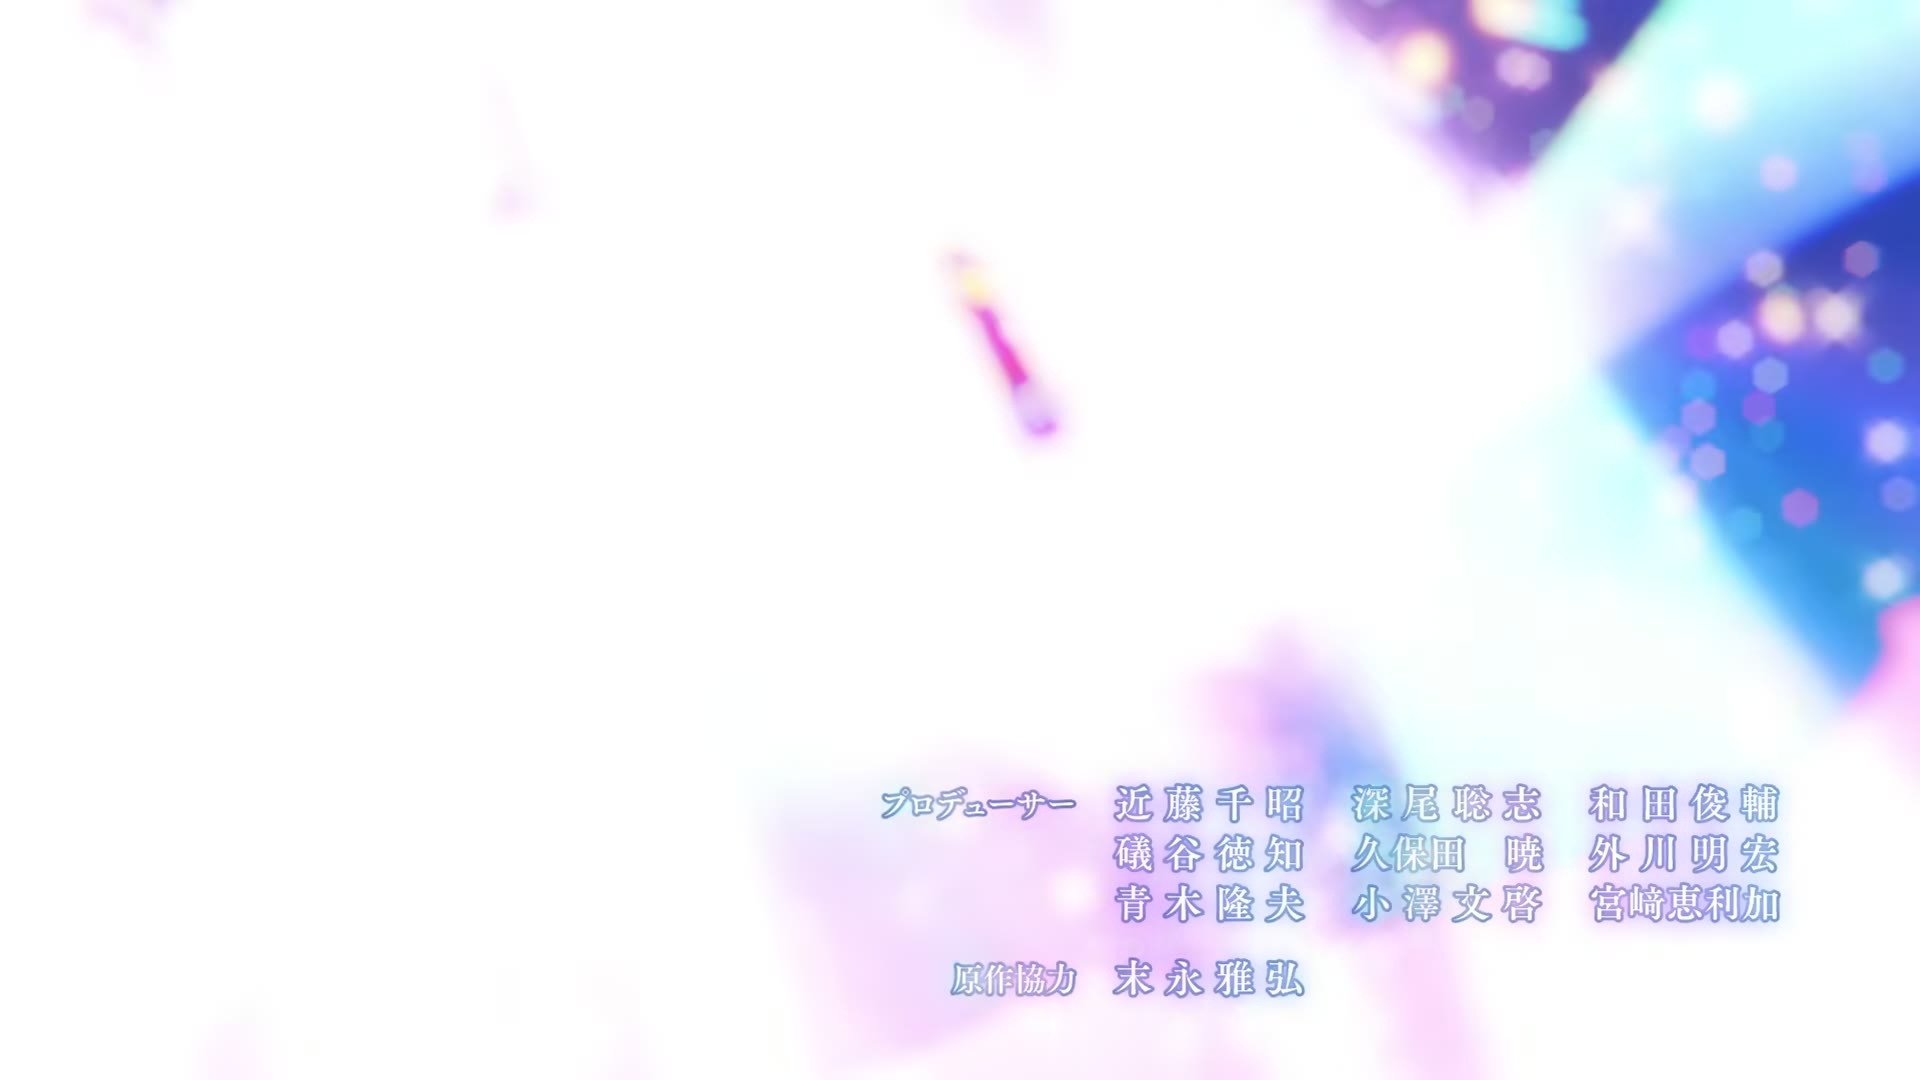 プロデューサー 近藤千昭 深尾聡志 和田俊輔
礒谷徳知 久保田 暁 外川明宏
青木隆夫 小澤文啓 宮﨑恵利加
原作協力 末永雅弘